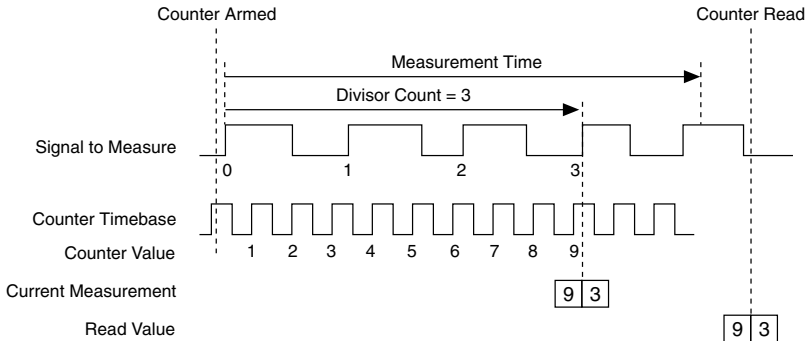 Counter Armed
Counter Read
Measurement Time
Divisor Count = 3
Signal to Measure
0 1 2 3
Counter Timebase
Counter Value 1 2 3 4 5 6 7 8 9
Current Measurement 9 3
Read Value 9 3